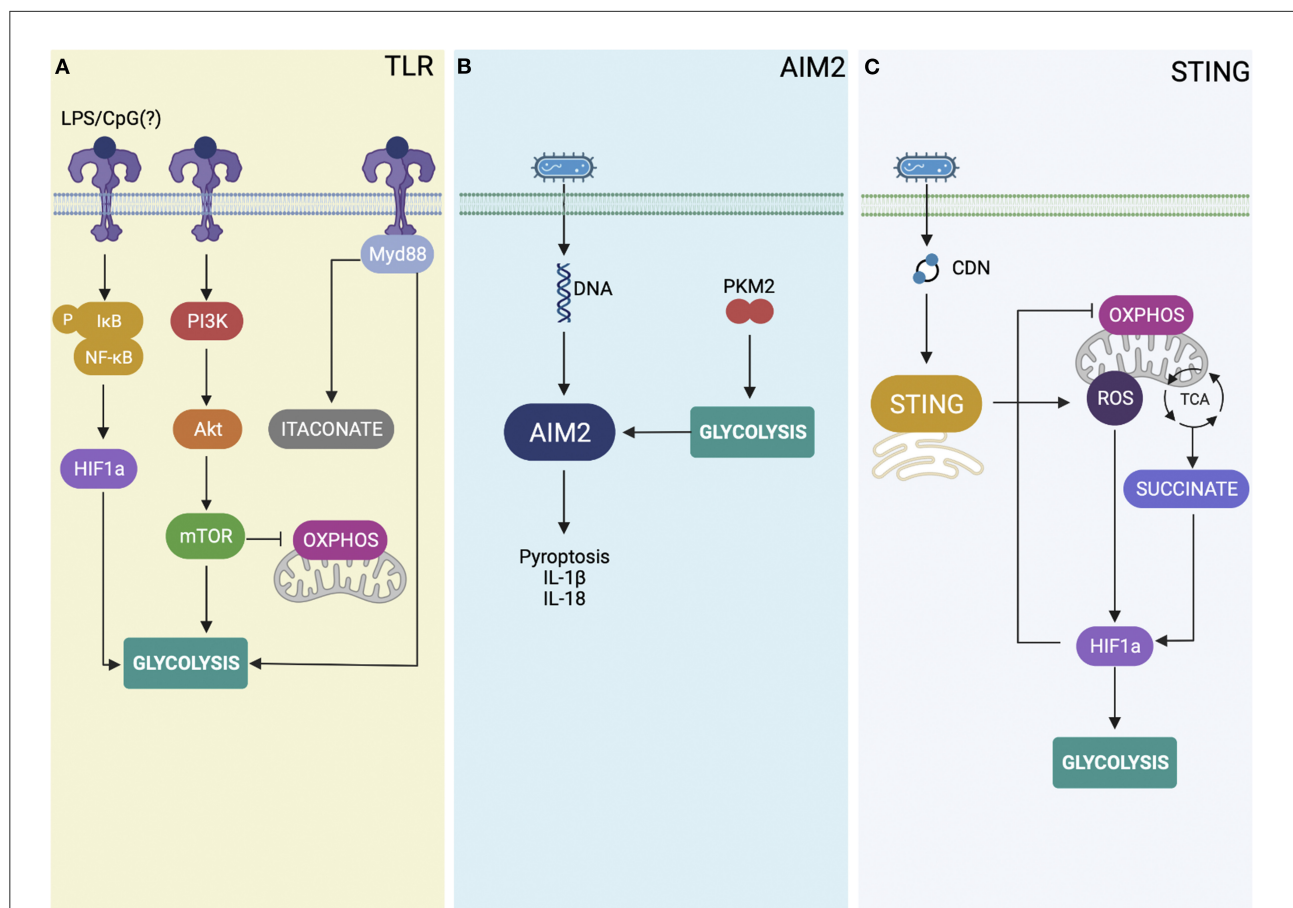 A
TLR
LPS/CpG(?)
Myd88
P
IκB
NF-κB
PI3K
HIF1a
Akt
ITACONATE
mTOR
OXPHOS
GLYCOLYSIS
B
AIM2
DNA
PKM2
AIM2
GLYCOLYSIS
Pyroptosis
IL-1β
IL-18
C
STING
CDN
OXPHOS
STING
ROS
TCA
SUCCINATE
HIF1a
GLYCOLYSIS